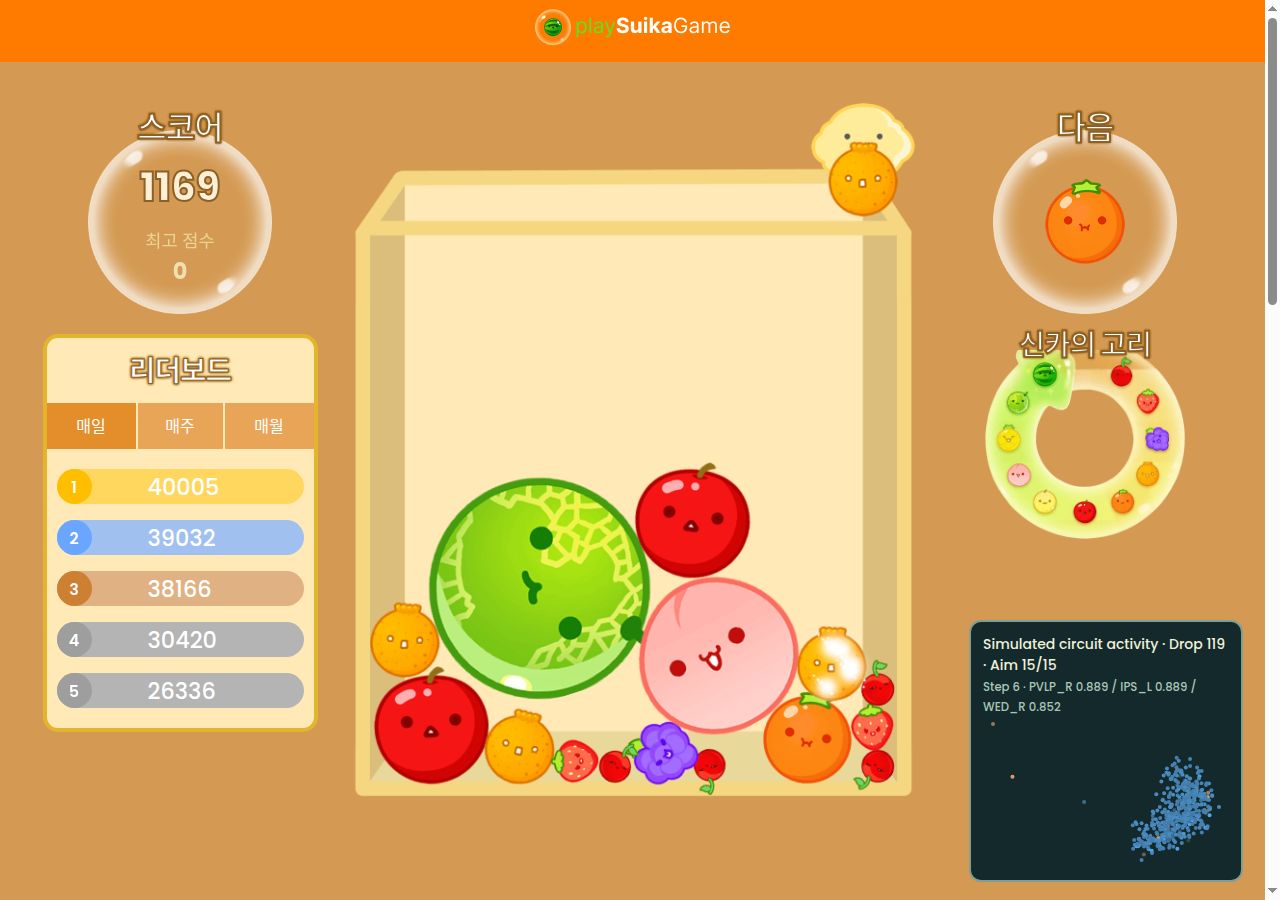 playSuikaGame
스코어
1169
최고 점수
0
리더보드
매일 매주 매월
1 40005
2 39032
3 38166
4 30420
5 26336
다음
신카의 고리
Simulated circuit activity · Drop 119
· Aim 15/15
Step 6 · PVLP_R 0.889 / IPS_L 0.889 /
WED_R 0.852